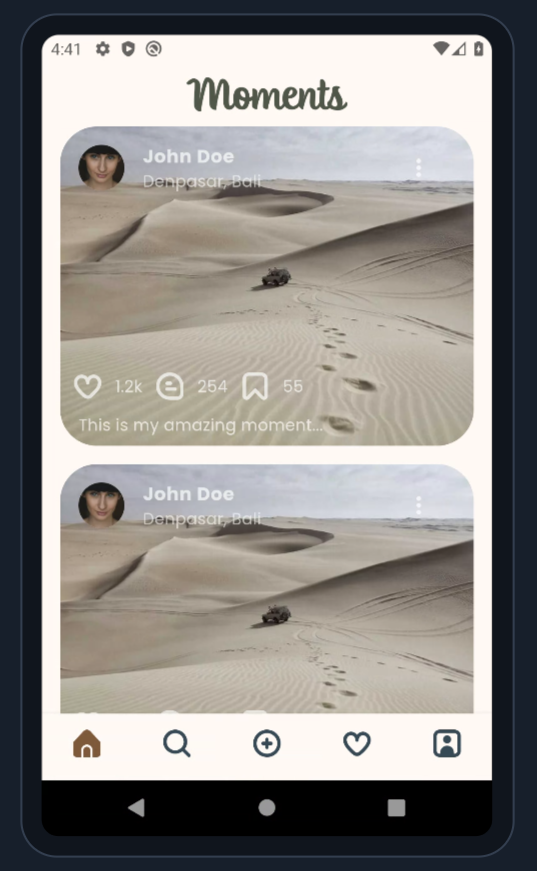 4:41
Moments
John Doe
Denpasar, Bali
1.2k 254 55
This is my amazing moment...
John Doe
Denpasar, Bali